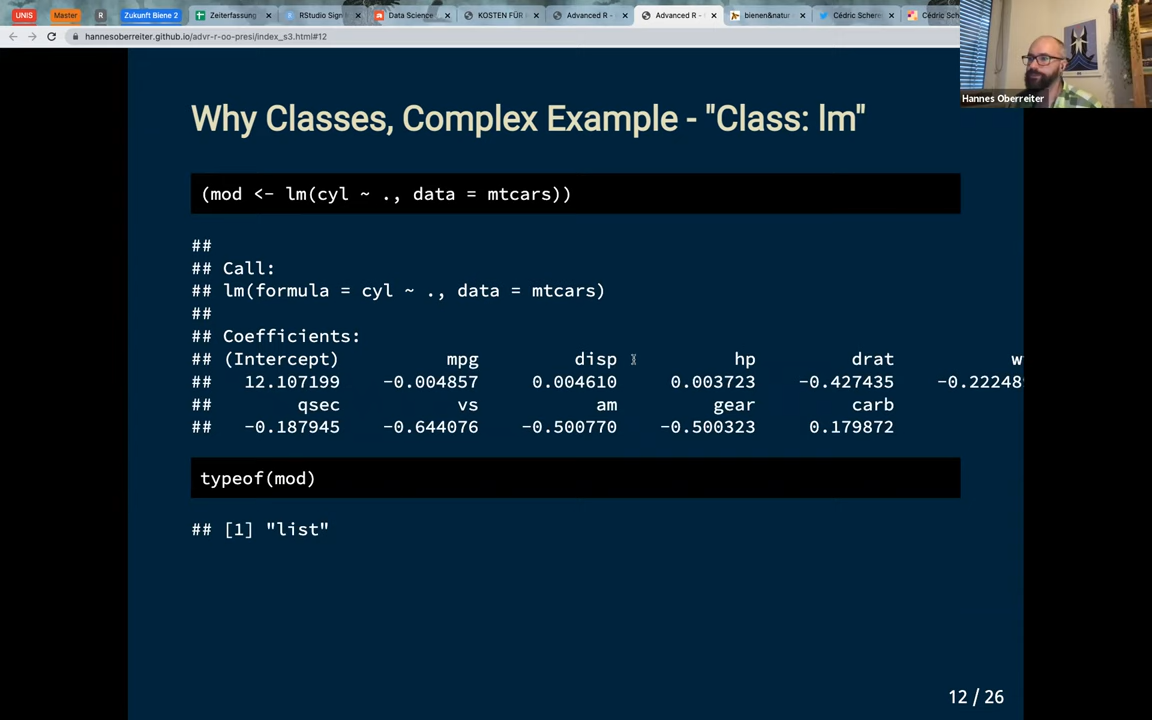 UNIS
Master
R
Zukunft Biene 2
Zeiterfassung
RStudio Sign
Data Science
KOSTEN FÜR
Advanced R -
Advanced R -
bienen&natur
Cédric Schere
Cédric Sch
hannesoberreiter.github.io/advr-r-oo-presi/index_s3.html#12
Hannes Oberreiter
Why Classes, Complex Example - "Class: lm"
(mod <- lm(cyl ~ ., data = mtcars))
##
## Call:
## lm(formula = cyl ~ ., data = mtcars)
##
## Coefficients:
## (Intercept) mpg disp hp drat w
## 12.107199 -0.004857 0.004610 0.003723 -0.427435 -0.222489
## qsec vs am gear carb
## -0.187945 -0.644076 -0.500770 -0.500323 0.179872
typeof(mod)
## [1] "list"
12 / 26